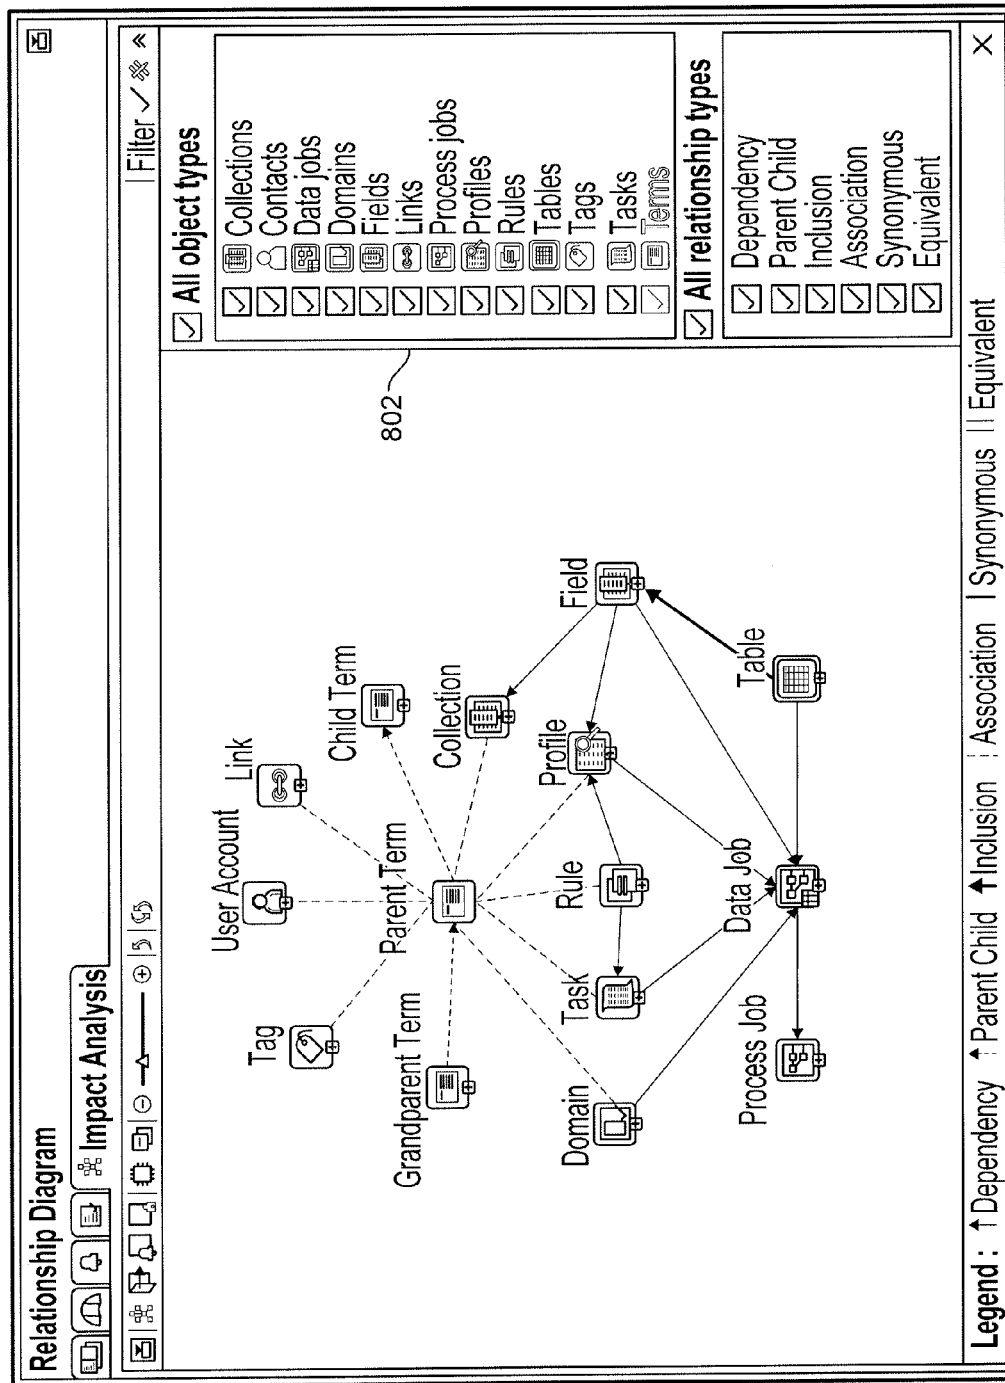 Relationship Diagram
Impact Analysis
Filter
All object types
Collections
Contacts
Data jobs
Domains
Fields
Links
Process jobs
Profiles
Rules
Tables
Tags
Tasks
Terms
All relationship types
Dependency
Parent Child
Inclusion
Association
Synonymous
Equivalent
802
Tag
User Account
Link
Child Term
Grandparent Term
Parent Term
Collection
Domain
Task
Rule
Profile
Field
Process Job
Data Job
Table
Legend : Dependency Parent Child Inclusion Association Synonymous Equivalent